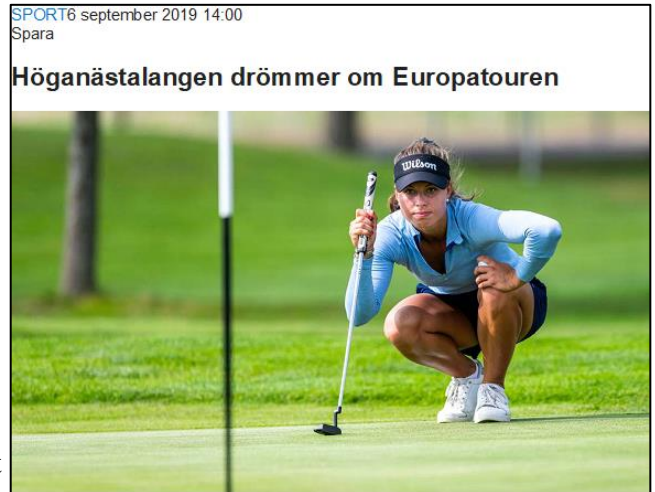 SPORT6 september 2019 14:00
Spara
Höganästalangen drömmer om Europatouren
Wilson
t